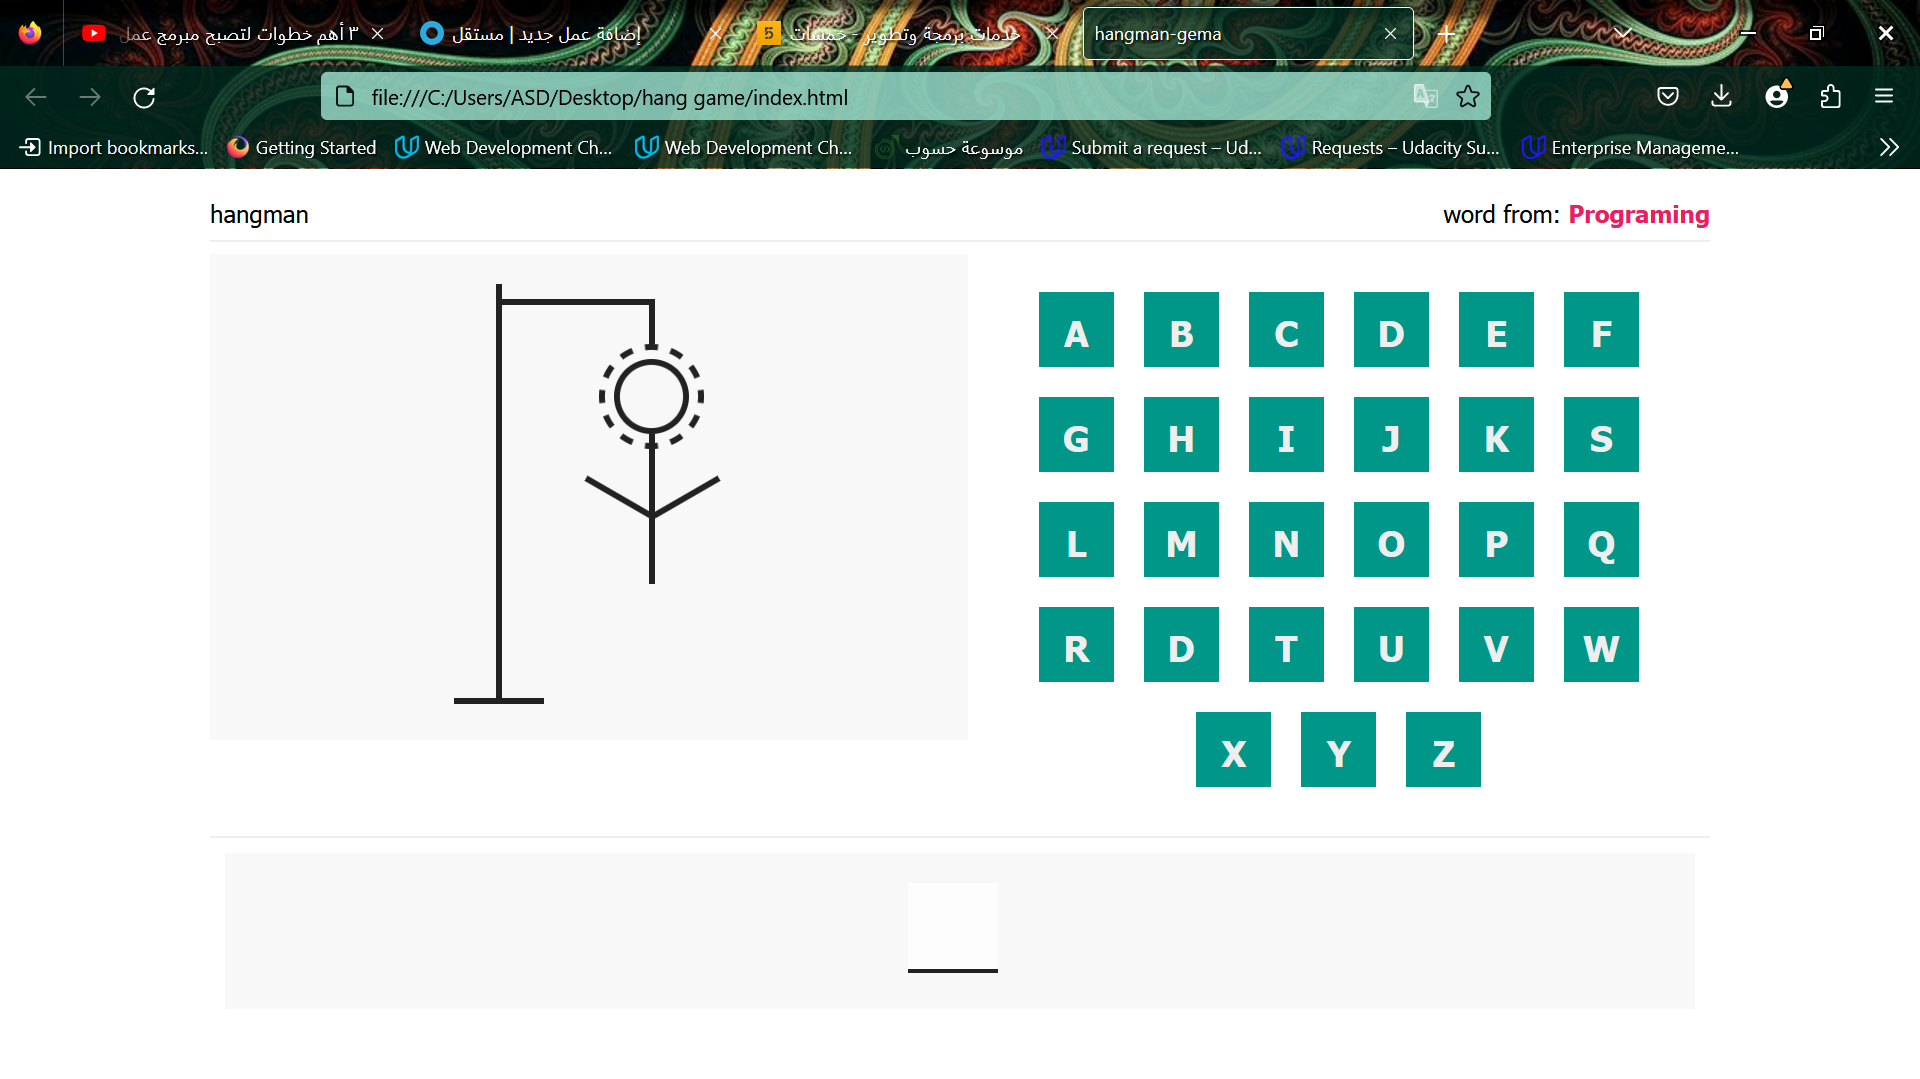 ٣ أهم خطوات لتصبح مبرمج عمل
إضافة عمل جديد | مستقل
5 خدمات برمجة وتطوير - خمسات
hangman-gema
file:///C:/Users/ASD/Desktop/hang game/index.html
Import bookmarks...
Getting Started
Web Development Ch...
Web Development Ch...
موسوعة حسوب
Submit a request – Ud...
Requests – Udacity Su...
Enterprise Manageme...
hangman
word from: Programing
A B C D E F
G H I J K S
L M N O P Q
R D T U V W
X Y Z